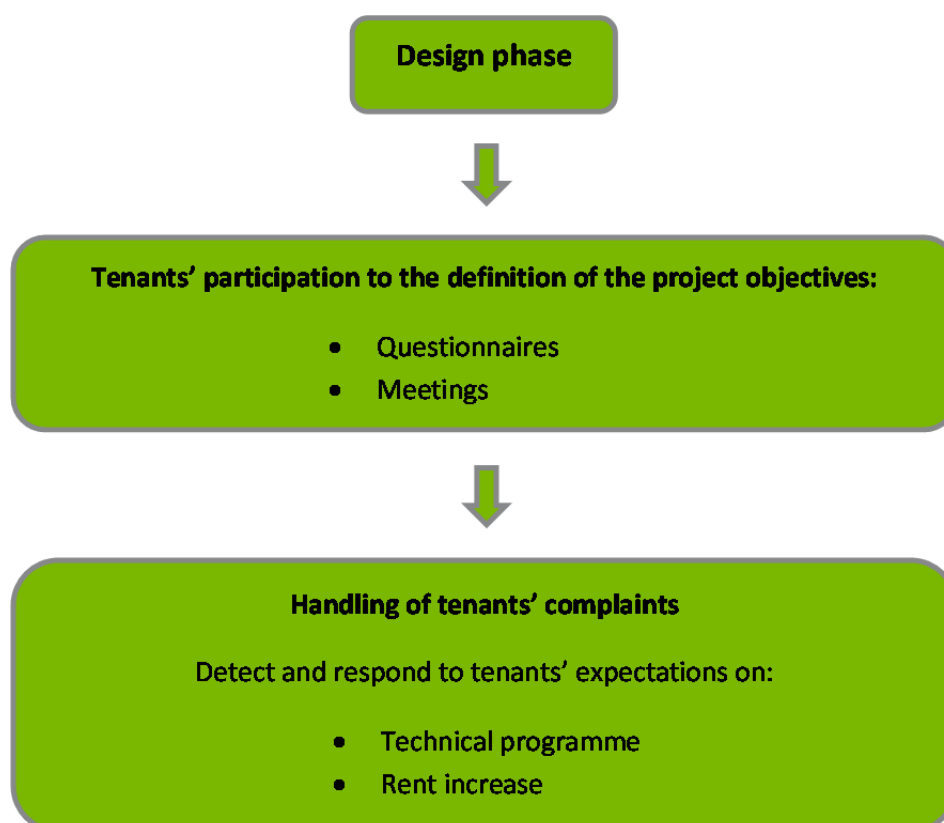 Design phase
Tenants’ participation to the definition of the project objectives:
• Questionnaires
• Meetings
Handling of tenants’ complaints
Detect and respond to tenants’ expectations on:
• Technical programme
• Rent increase